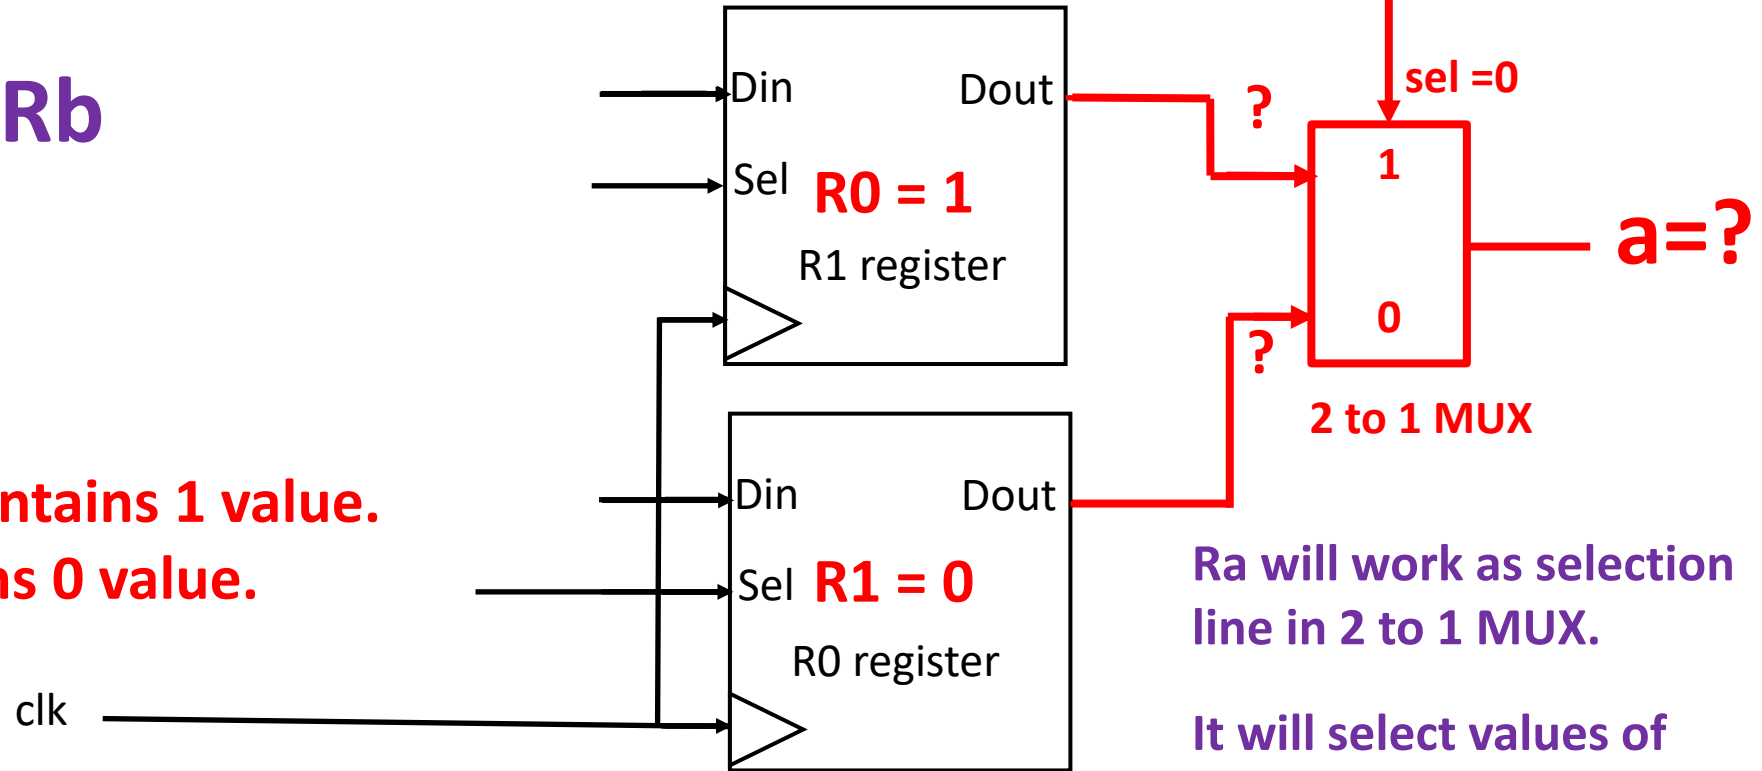 Rb
Din
Dout
Sel
R0 = 1
R1 register
?
sel =0
1
0
a=?
?
2 to 1 MUX
ntains 1 value.
ns 0 value.
Din
Dout
Sel
R1 = 0
R0 register
clk
Ra will work as selection
line in 2 to 1 MUX.
It will select values of